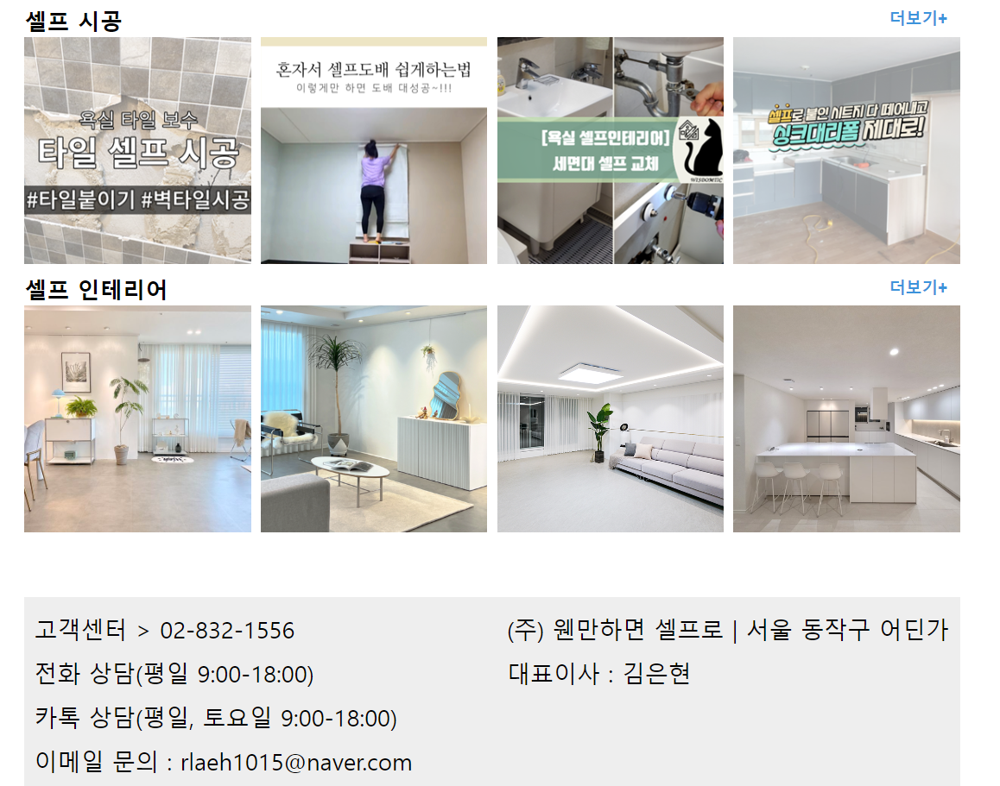 셀프 시공
더보기+
욕실 타일 보수
타일 셀프 시공
#타일붙이기 #벽타일시공
혼자서 셀프도배 쉽게하는법
이렇게만 하면 도배 대성공~!!!
[욕실 셀프인테리어]
세면대 셀프 교체
WISDOMTIC
셀프로 붙인 시트지 다 떼어내고
싱크대리폼 제대로!
셀프 인테리어
더보기+
고객센터 > 02-832-1556
전화 상담(평일 9:00-18:00)
카톡 상담(평일, 토요일 9:00-18:00)
이메일 문의 : rlaeh1015@naver.com
(주) 웬만하면 셀프로 | 서울 동작구 어딘가
대표이사 : 김은현